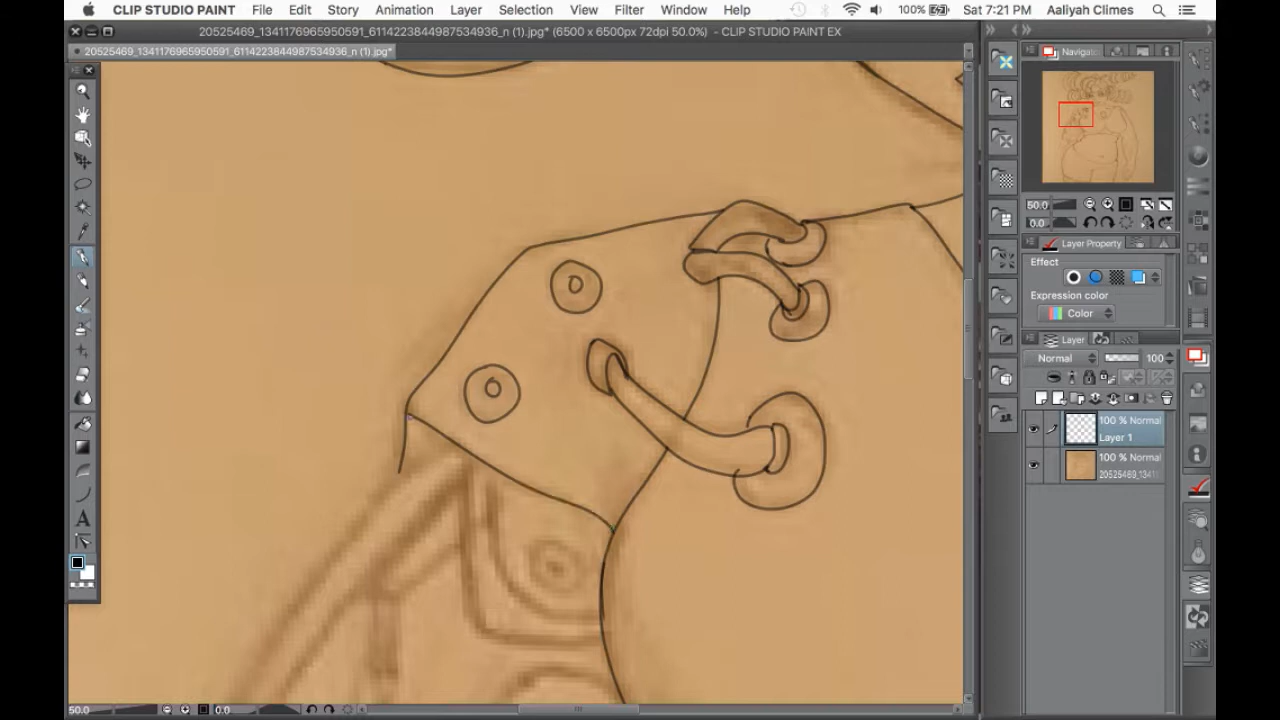 CLIP STUDIO PAINT File Edit Story Animation Layer Selection View Filter Window Help 100% Sat 7:21 PM Aaliyah Climes
20525469_1341176965950591_6114223844987534936_n (1).jpg* (6500 x 6500px 72dpi 50.0%) - CLIP STUDIO PAINT EX
20525469_1341176965950591_6114223844987534936_n (1).jpg*
Navigato
50.0
0.0
Layer Property
Effect
Expression color
Color
Layer
Normal 100
100 % Normal
Layer 1
100 % Normal
20525469_1341
A
50.0 0.0